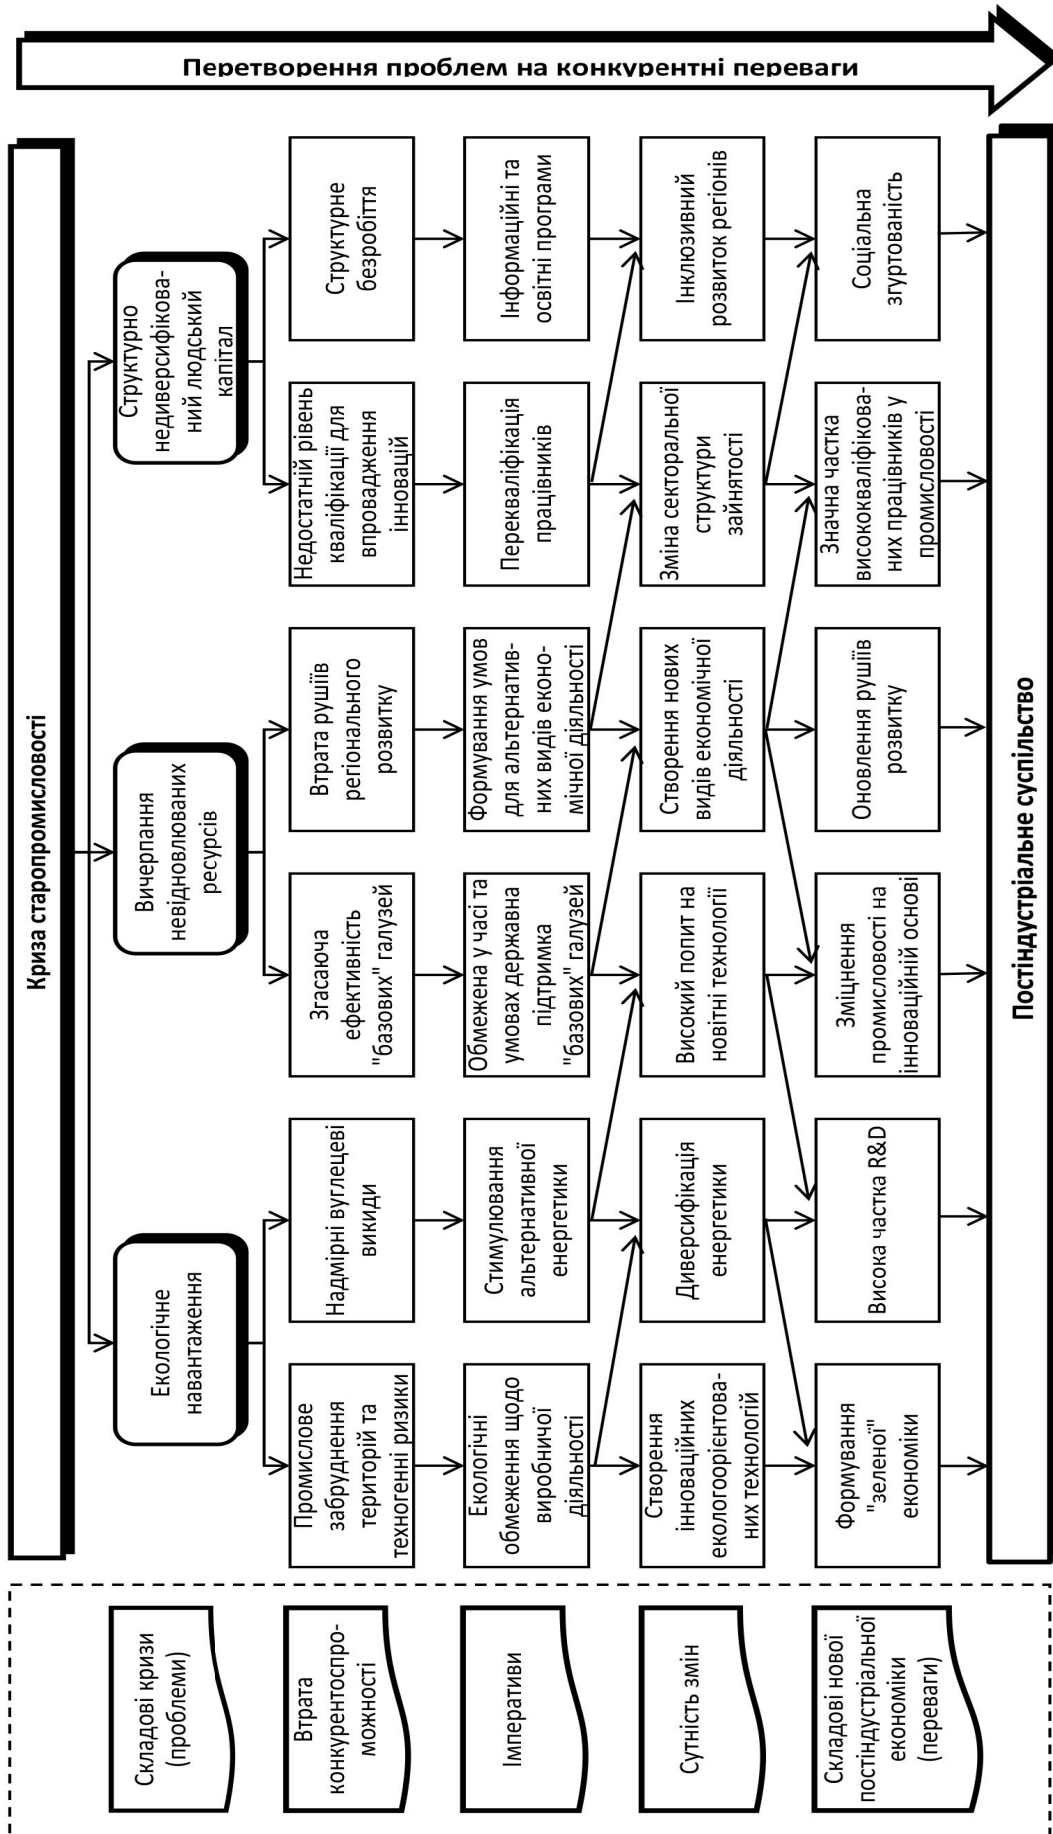 Криза старопромисловості
Складові кризи
(проблеми)
Екологічне
навантаження
Вичерпання
невідновлюваних
ресурсів
Структурно
недиверсифікова-
ний людський
капітал
Втрата
конкурентоспро-
можності
Промислове
забруднення
територій та
техногенні ризики
Надмірні вуглецеві
викиди
Згасаюча
ефективність
"базових" галузей
Втрата рушіїв
регіонального
розвитку
Недостатній рівень
кваліфікації для
впровадження
інновацій
Структурне
безробіття
Імперативи
Екологічні
обмеження щодо
виробничої
діяльності
Стимулювання
альтернативної
енергетики
Обмежена у часі та
умовах державна
підтримка
"базових" галузей
Формування умов
для альтернатив-
них видів еконо-
мічної діяльності
Перекваліфікація
працівників
Інформаційні та
освітні програми
Сутність змін
Створення
інноваційних
екологоорієнтова-
них технологій
Диверсифікація
енергетики
Високий попит на
новітні технології
Створення нових
видів економічної
діяльності
Зміна секторальної
структури
зайнятості
Інклюзивний
розвиток регіонів
Складові нової
постіндустріальної
економіки
(переваги)
Формування
"зеленої"
економіки
Висока частка R&D
Зміцнення
промисловості на
інноваційній основі
Оновлення рушіїв
розвитку
Значна частка
висококваліфікова-
них працівників у
промисловості
Соціальна
згуртованість
Постіндустріальне суспільство
Перетворення проблем на конкурентні переваги